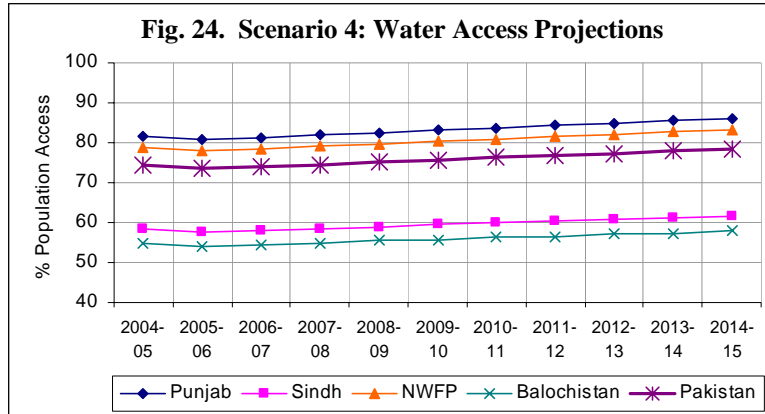 Fig. 24. Scenario 4: Water Access Projections
% Population Access
100
90
80
70
60
50
40
2004- 2005- 2006- 2007- 2008- 2009- 2010- 2011- 2012- 2013- 2014-
05 06 07 08 09 10 11 12 13 14 15
Punjab Sindh NWFP Balochistan Pakistan